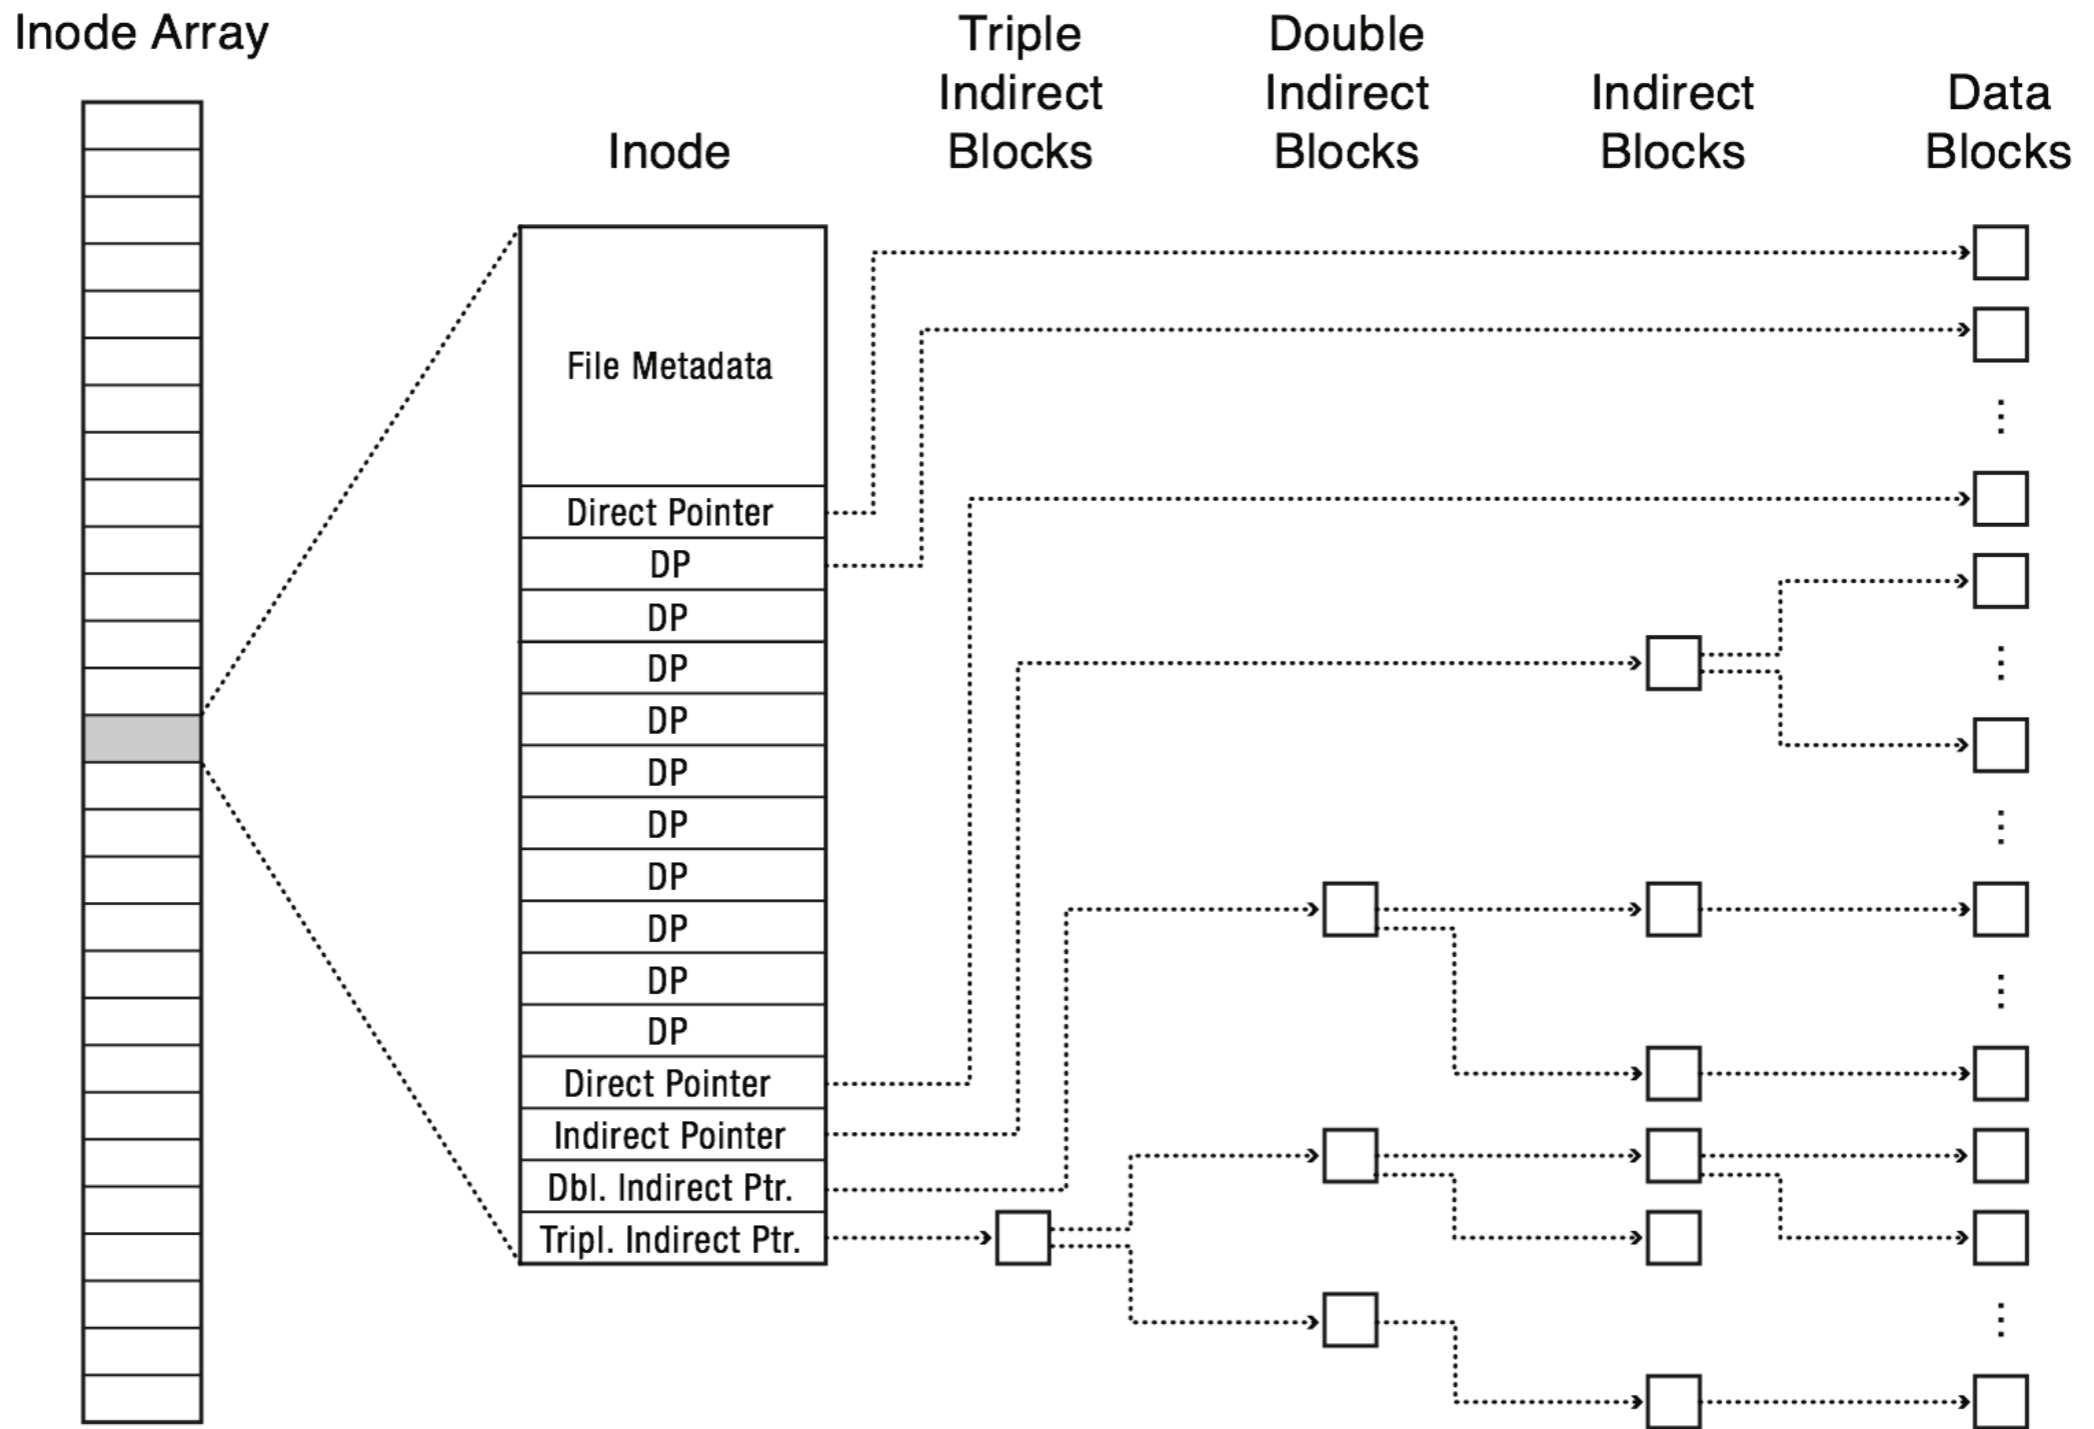 Inode Array
Triple
Indirect
Blocks
Double
Indirect
Blocks
Indirect
Blocks
Data
Blocks
Inode
File Metadata
Direct Pointer
DP
DP
DP
DP
DP
DP
DP
DP
DP
DP
Direct Pointer
Indirect Pointer
Dbl. Indirect Ptr.
Tripl. Indirect Ptr.